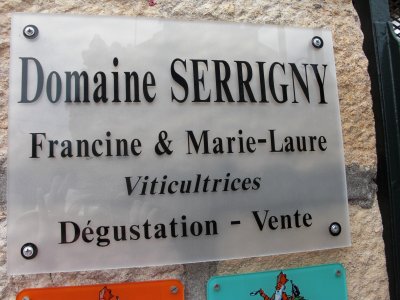 Domaine SERRIGNY
Francine & Marie-Laure
Viticultrices
Dégustation - Vente